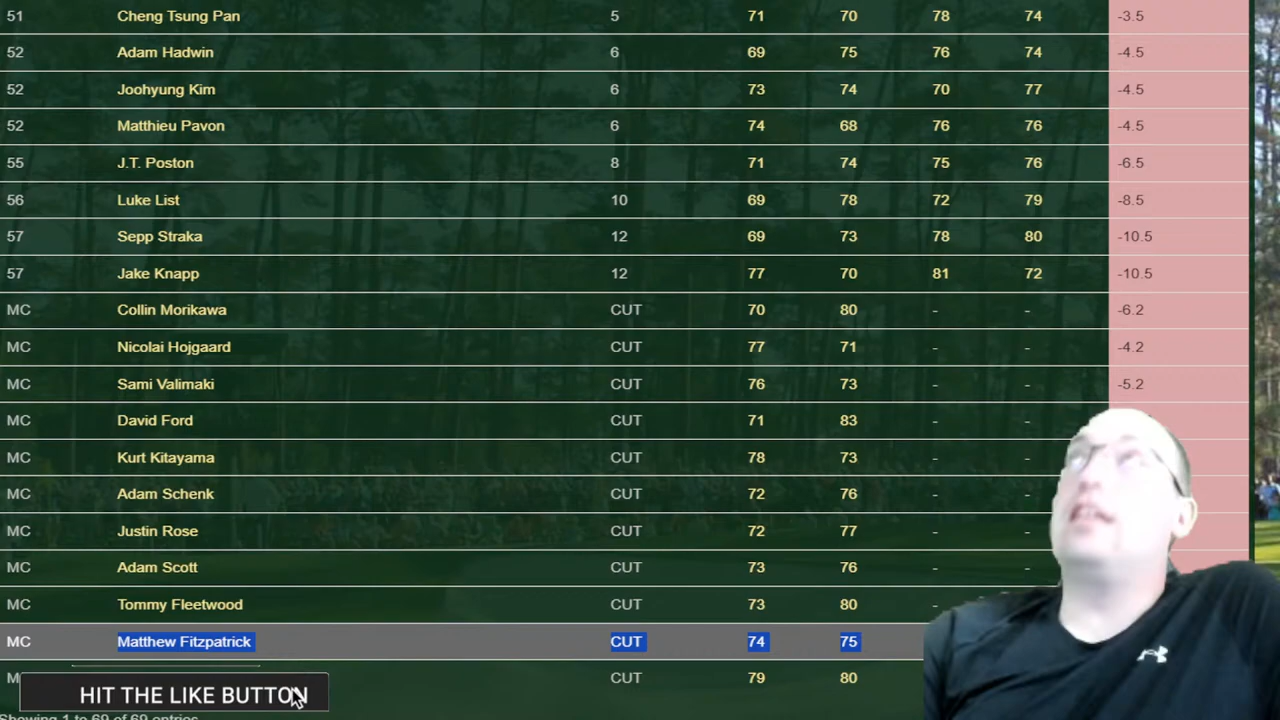 51 Cheng Tsung Pan 5 71 70 78 74 -3.5
52 Adam Hadwin 6 69 75 76 74 -4.5
52 Joohyung Kim 6 73 74 70 77 -4.5
52 Matthieu Pavon 6 74 68 76 76 -4.5
55 J.T. Poston 8 71 74 75 76 -6.5
56 Luke List 10 69 78 72 79 -8.5
57 Sepp Straka 12 69 73 78 80 -10.5
57 Jake Knapp 12 77 70 81 72 -10.5
MC Collin Morikawa CUT 70 80 - - -6.2
MC Nicolai Hojgaard CUT 77 71 - - -4.2
MC Sami Valimaki CUT 76 73 - - -5.2
MC David Ford CUT 71 83 - -
MC Kurt Kitayama CUT 78 73 - -
MC Adam Schenk CUT 72 76 - -
MC Justin Rose CUT 72 77 - -
MC Adam Scott CUT 73 76 - -
MC Tommy Fleetwood CUT 73 80 -
MC Matthew Fitzpatrick CUT 74 75
CUT 79 80
HIT THE LIKE BUTTON
Showing 1 to 69 of 69 entries